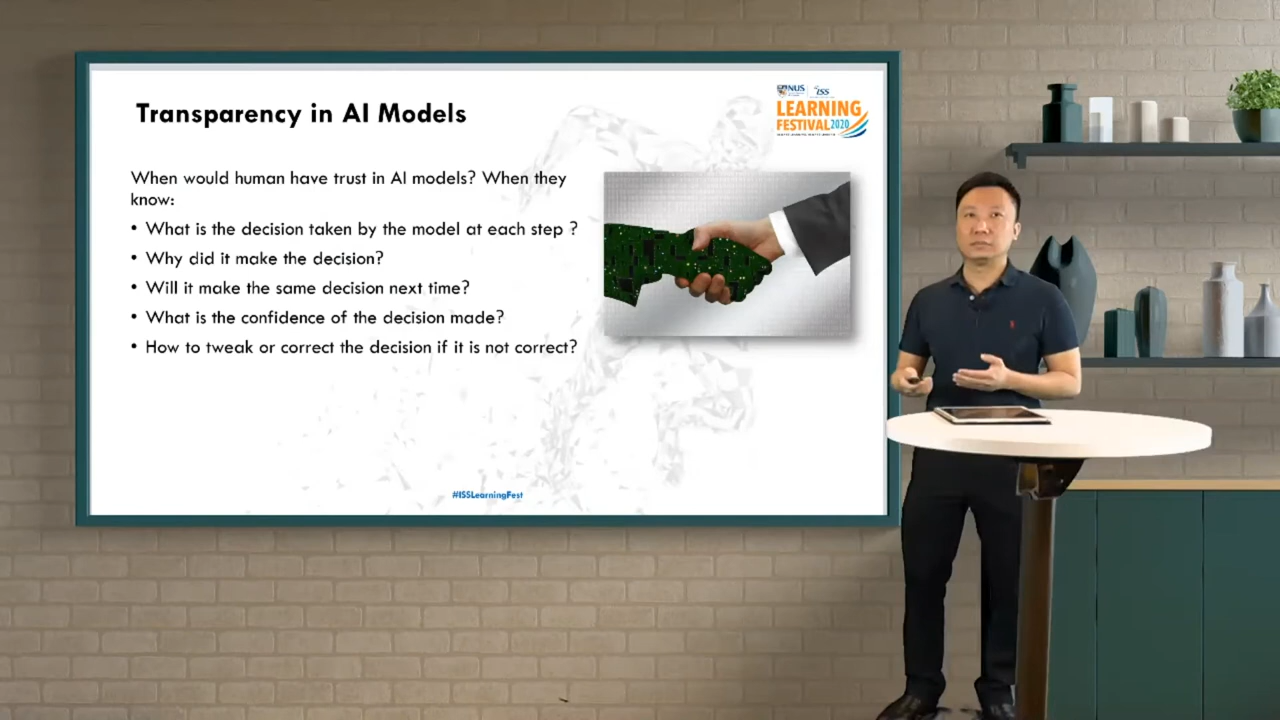 Transparency in AI Models
NUS
ISS
LEARNING
FESTIVAL 2020
When would human have trust in AI models? When they
know:
• What is the decision taken by the model at each step ?
• Why did it make the decision?
• Will it make the same decision next time?
• What is the confidence of the decision made?
• How to tweak or correct the decision if it is not correct?
#ISSLearningFest